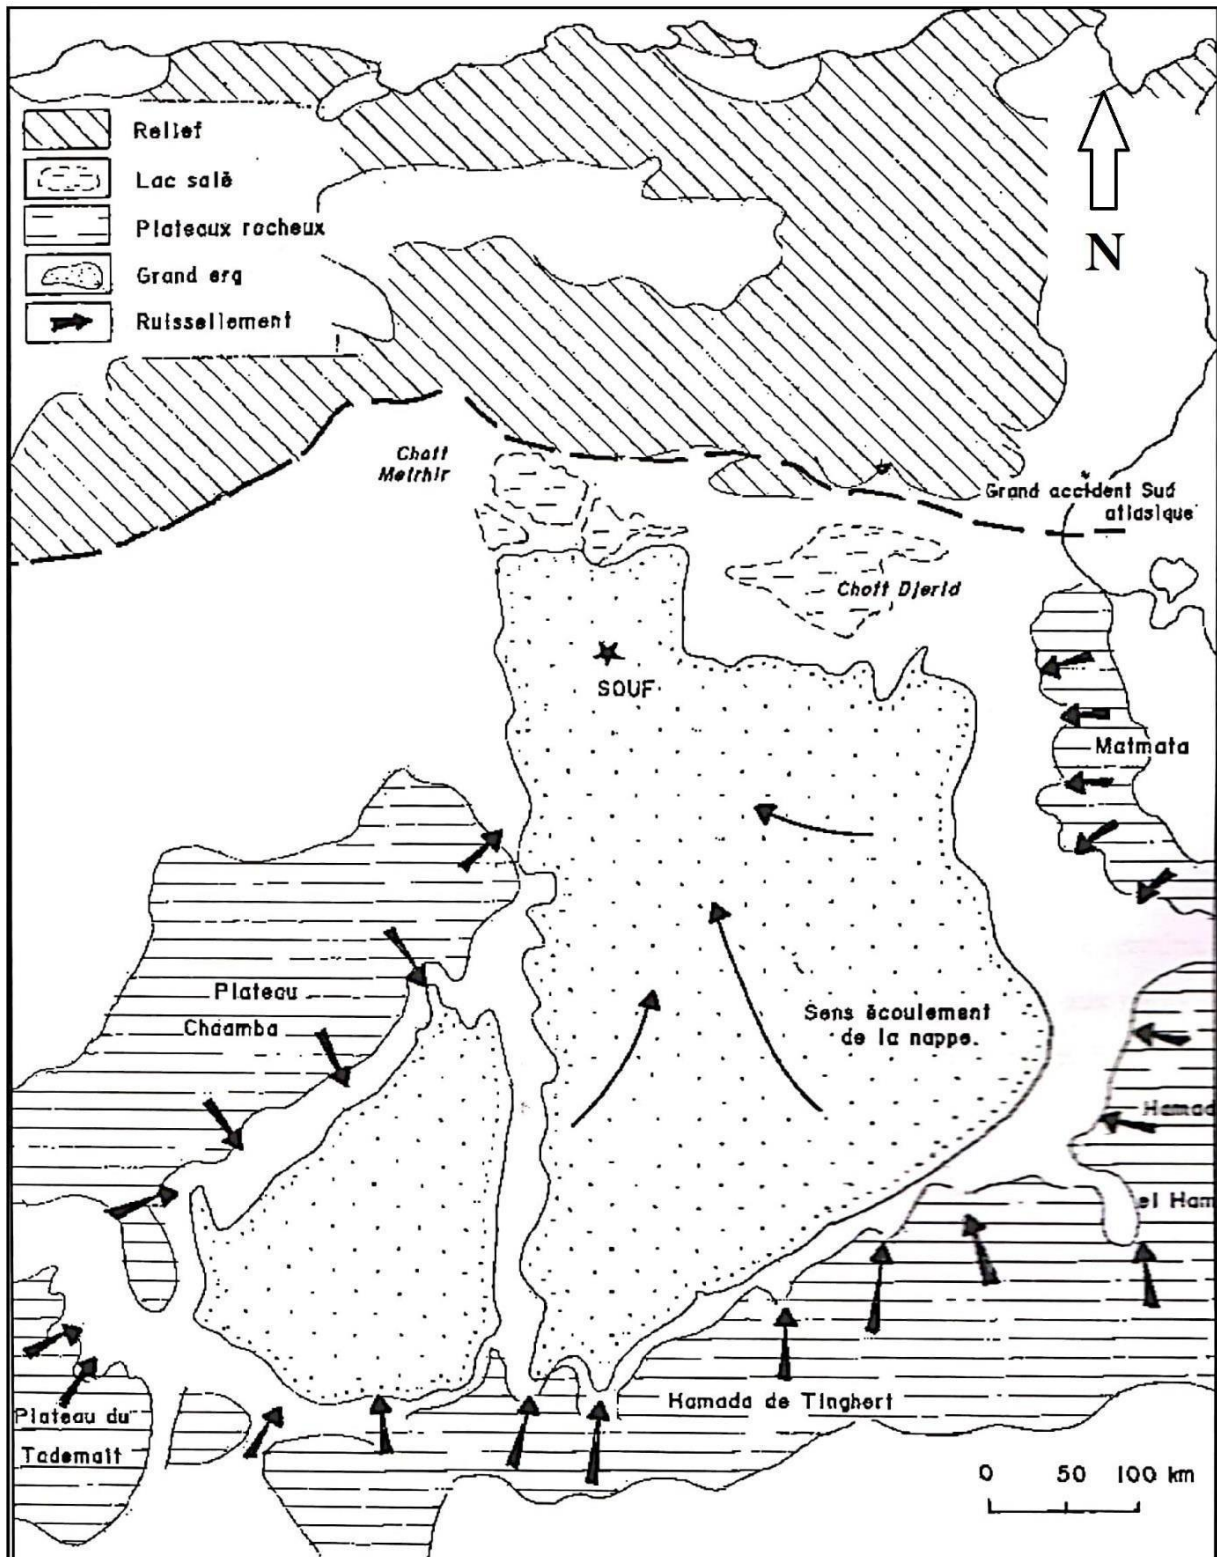 Relief
Lac salé
Plateaux rocheux
Grand erg
Ruissellement
N
Chott
Melrhir
Grand accident Sud
atlasique
Chott Djerid
SOUF
Matmata
Plateau
Chaamba
Sens écoulement
de la nappe.
Hamad
el Ham
Hamada de Tinghert
Plateau du
Tademait
0 50 100 km